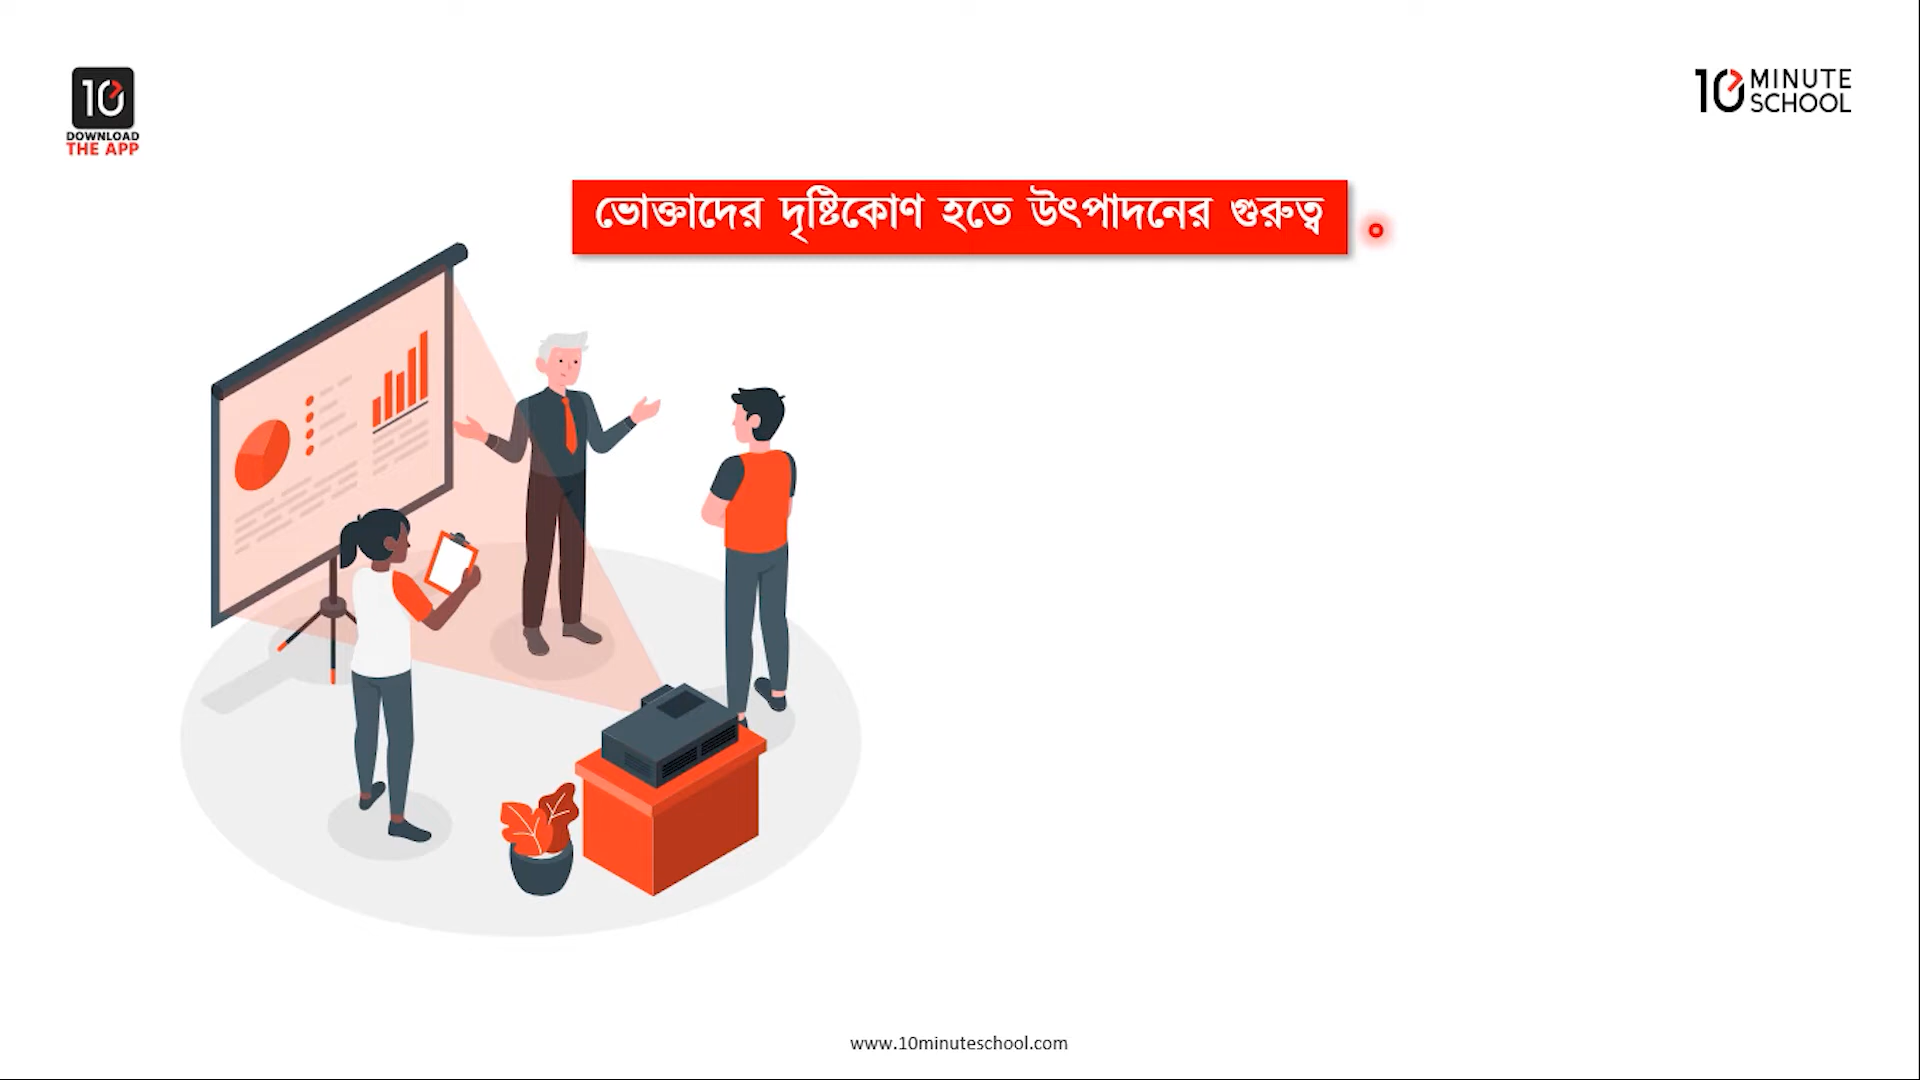 10
DOWNLOAD
THE APP
10 MINUTE
SCHOOL
ভোক্তাদের দৃষ্টিকোণ হতে উৎপাদনের গুরুত্ব
www.10minuteschool.com